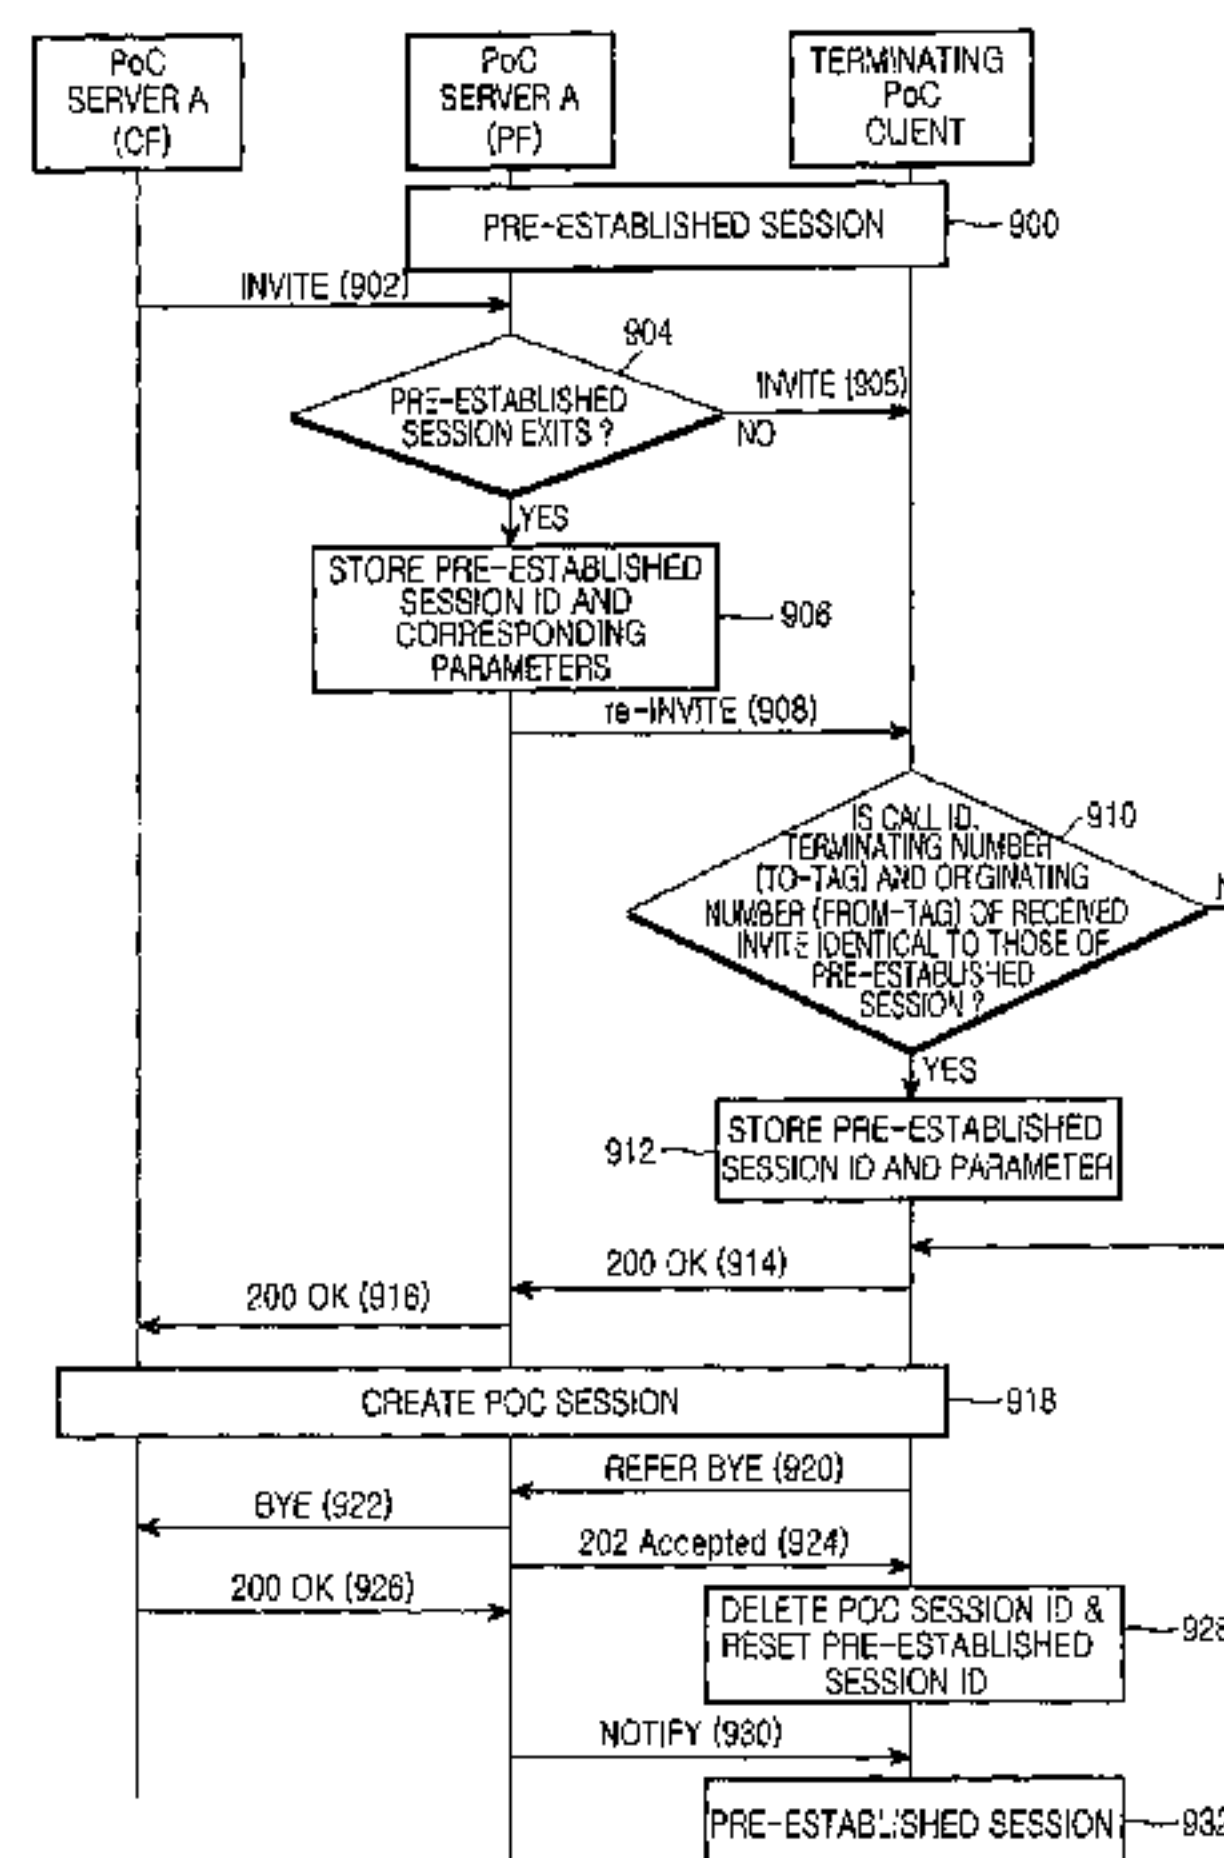 PoC
SERVER A
(CF)
PoC
SERVER A
(PF)
TERMINATING
PoC
CLIENT
PRE-ESTABLISHED SESSION
900
INVITE (902)
904
PRE-ESTABLISHED
SESSION EXITS ?
INVITE (905)
NO
YES
STORE PRE-ESTABLISHED
SESSION ID AND
CORRESPONDING
PARAMETERS
906
re-INVITE (908)
IS CALL ID,
TERMINATING NUMBER
(TO-TAG) AND ORIGINATING
NUMBER (FROM-TAG) OF RECEIVED
INVITE IDENTICAL TO THOSE OF
PRE-ESTABLISHED
SESSION ?
910
YES
STORE PRE-ESTABLISHED
SESSION ID AND PARAMETER
912
200 OK (914)
200 OK (916)
CREATE POC SESSION
918
REFER BYE (920)
BYE (922)
202 Accepted (924)
200 OK (926)
DELETE POC SESSION ID &
RESET PRE-ESTABLISHED
SESSION ID
928
NOTIFY (930)
PRE-ESTABLISHED SESSION
932